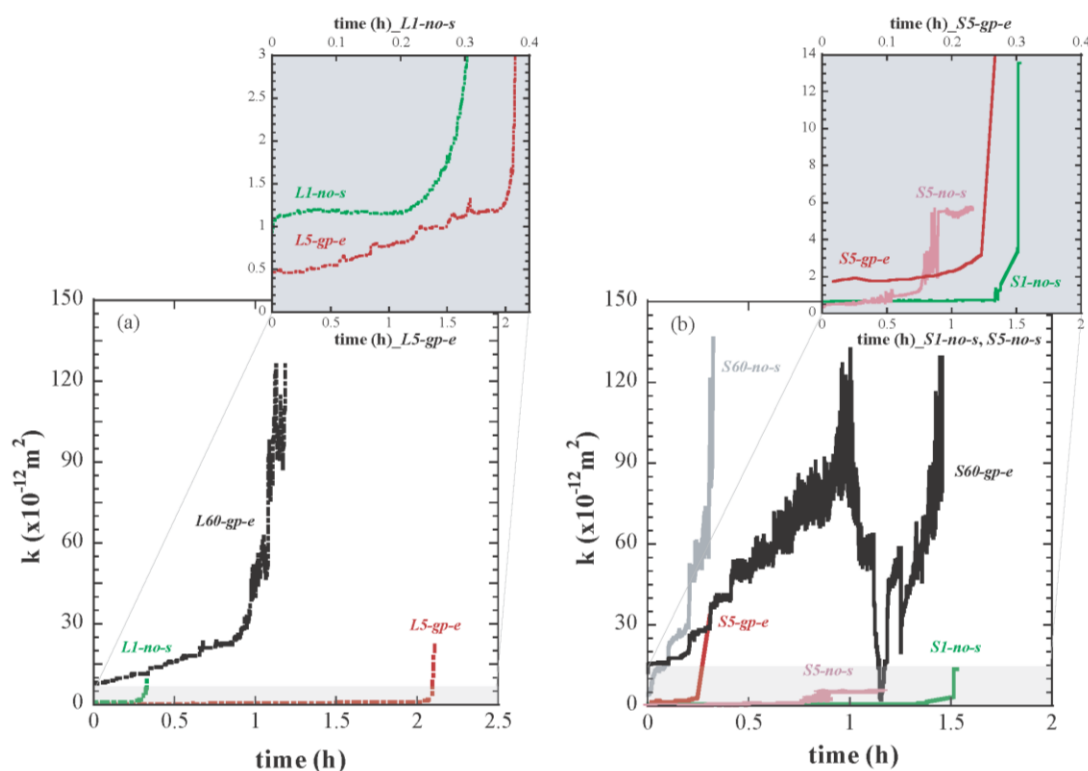 time (h)_L1-no-s
0 0.1 0.2 0.3 0.4
3
2.5
2
1.5
1
0.5
0
L1-no-s
L5-gp-e
0 0.5 1 1.5 2
time (h)_L5-gp-e
(a)
150
120
90
60
30
0
k (x10-12m2)
L60-gp-e
L1-no-s
L5-gp-e
0 0.5 1 1.5 2 2.5
time (h)
time (h)_S5-gp-e
0 0.1 0.2 0.3 0.4
14
12
10
8
6
4
2
0
S5-no-s
S5-gp-e
S1-no-s
0 0.5 1 1.5 2
time (h)_S1-no-s, S5-no-s
(b)
150
120
90
60
30
0
k (x10-12m2)
S60-no-s
S60-gp-e
S5-gp-e
S5-no-s
S1-no-s
0 0.5 1 1.5 2
time (h)